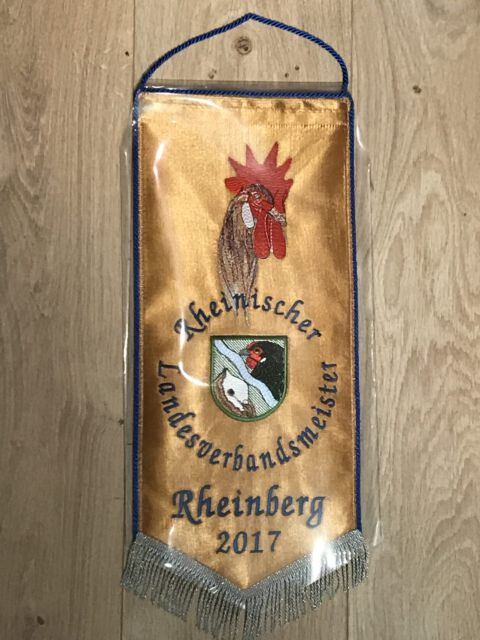 Rheinischer
Landesverbandsmeister
Rheinberg
2017